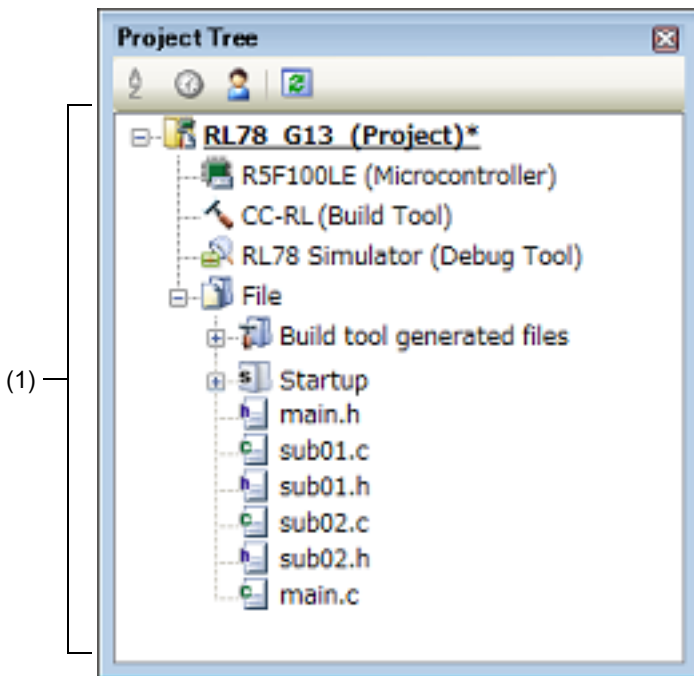 Project Tree
RL78_G13 (Project)*
R5F100LE (Microcontroller)
CC-RL (Build Tool)
RL78 Simulator (Debug Tool)
File
Build tool generated files
Startup
main.h
(1)
sub01.c
sub01.h
sub02.c
sub02.h
main.c